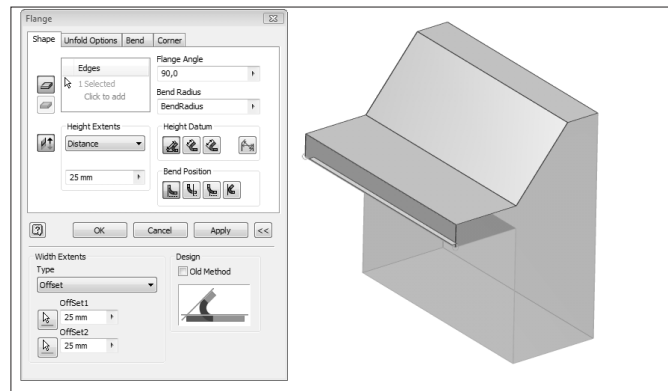 Flange
Shape Unfold Options Bend Corner
Edges
1 Selected
Click to add
Flange Angle
90,0
Bend Radius
BendRadius
Height Extents
Distance
25 mm
Height Datum
Bend Position
OK Cancel Apply <<
Width Extents
Type
Offset
OffSet1
25 mm
OffSet2
25 mm
Design
Old Method